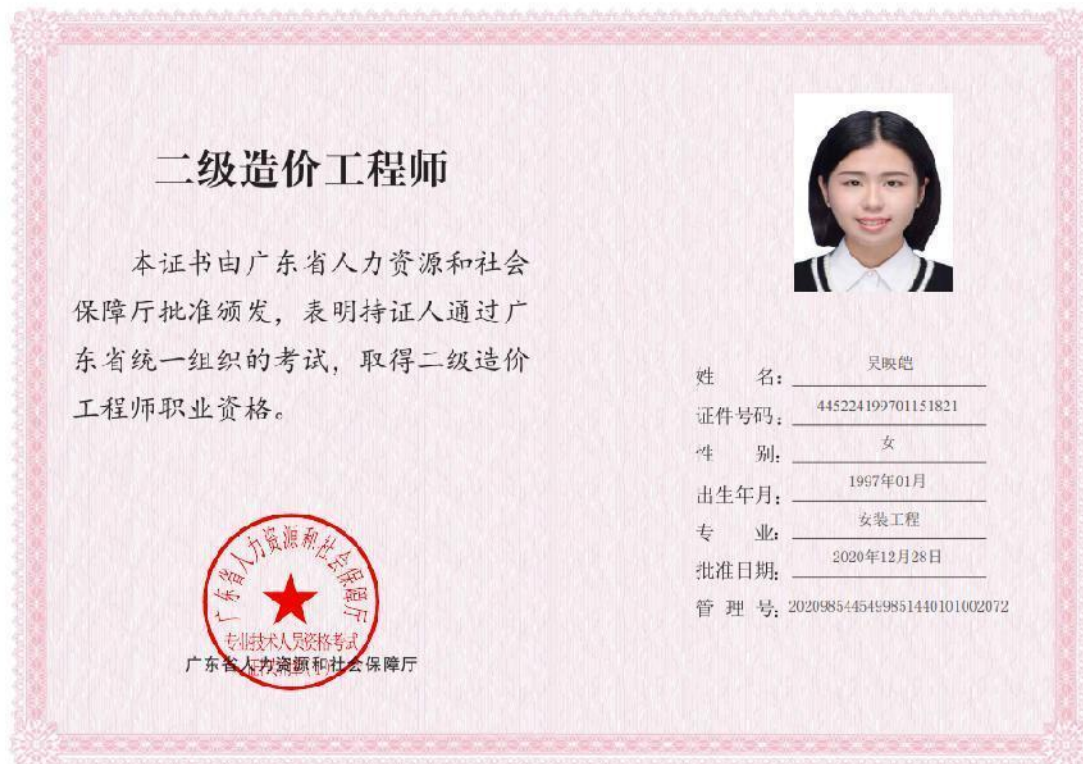 二级造价工程师
本证书由广东省人力资源和社会
保障厅批准颁发，表明持证人通过广
东省统一组织的考试，取得二级造价
工程师职业资格。
广东省人力资源和社会保障厅
专业技术人员资格考试
广东省人力资源和社会保障厅
姓 名：吴映皑
证件号码：445224199701151821
性 别：女
出生年月：1997年01月
专 业：安装工程
批准日期：2020年12月28日
管 理 号：20209854454998514401010​02072